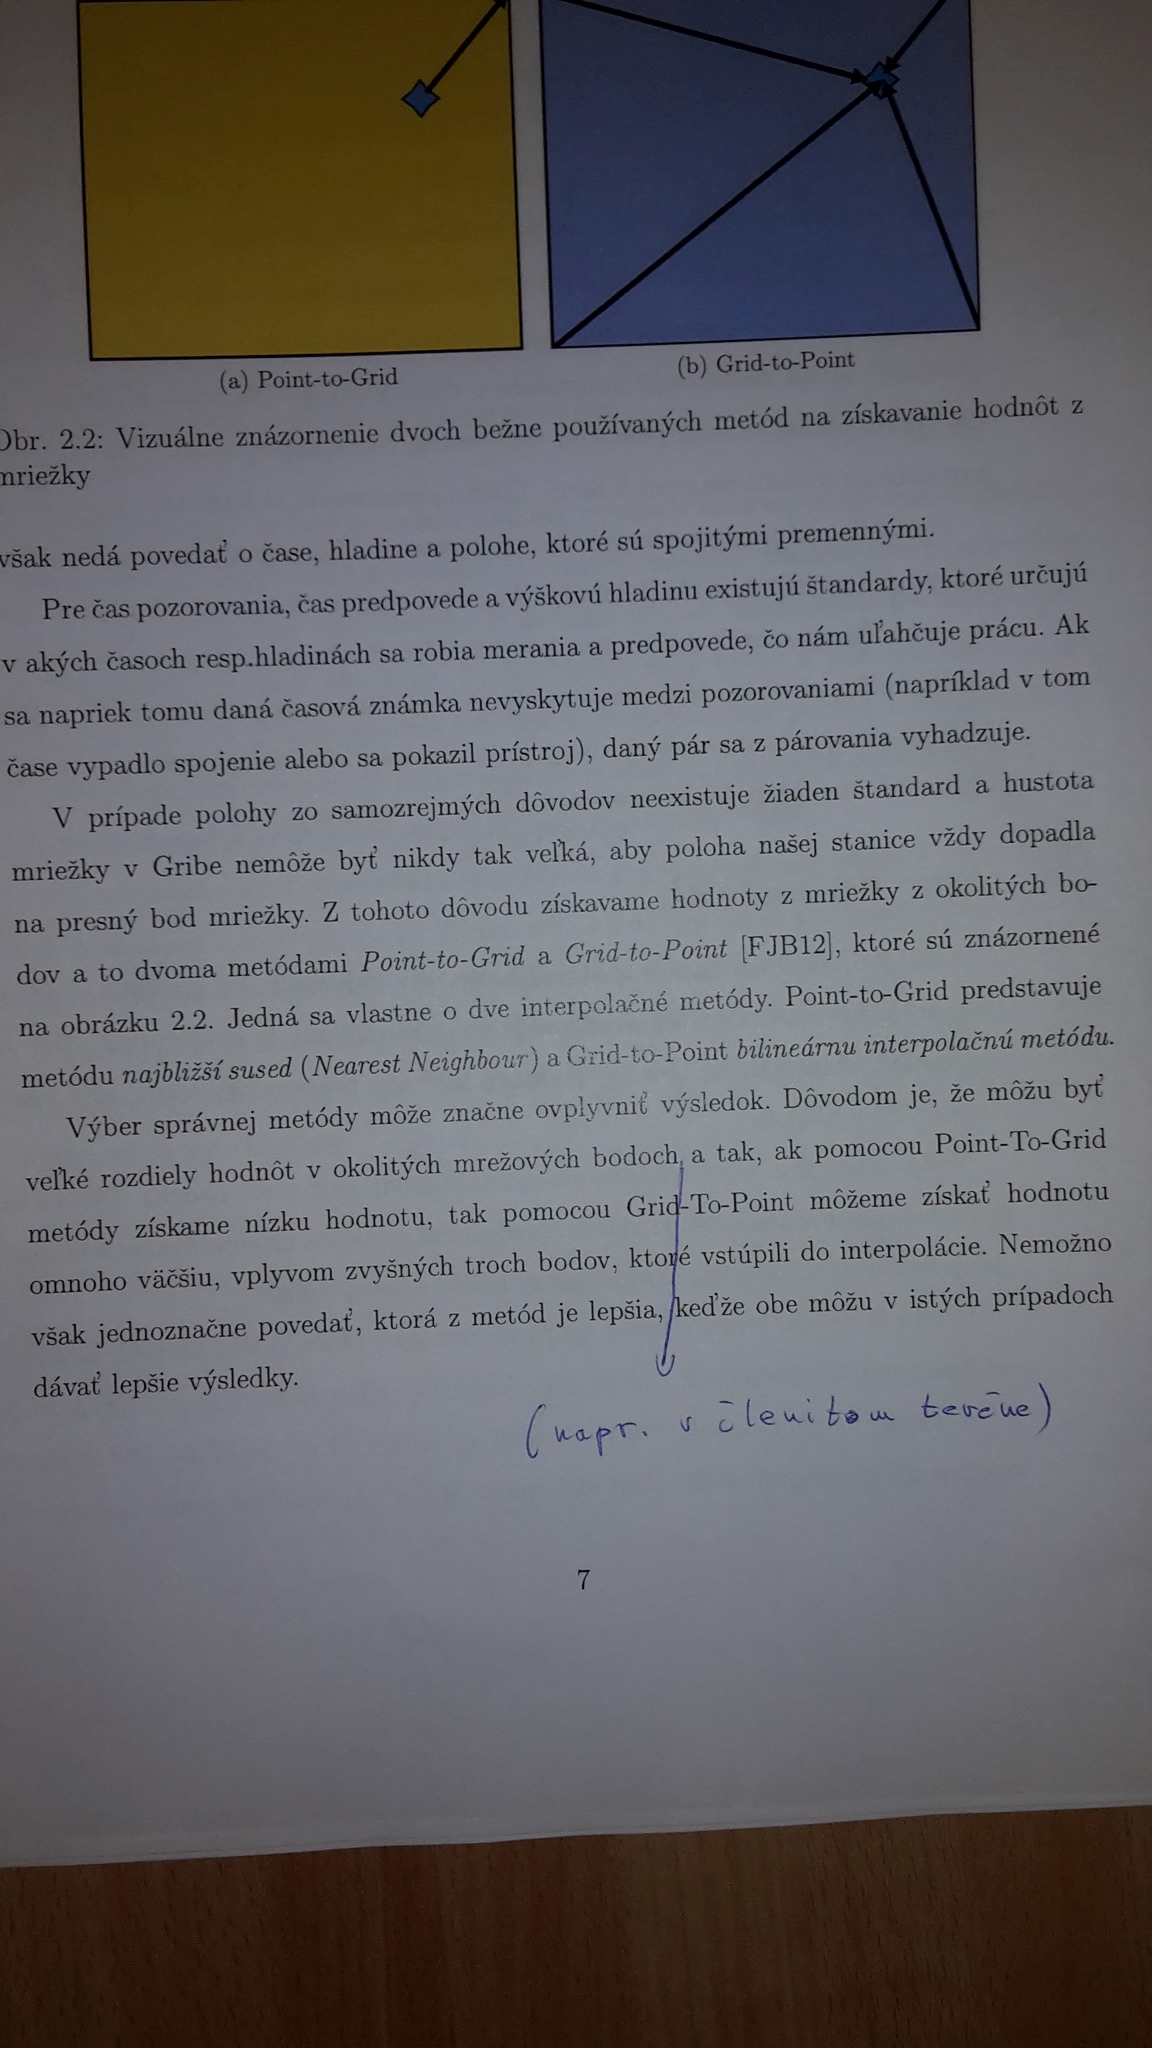 (a) Point-to-Grid
(b) Grid-to-Point
Obr. 2.2: Vizuálne znázornenie dvoch bežne používaných metód na získavanie hodnôt z
mriežky
však nedá povedať o čase, hladine a polohe, ktoré sú spojitými premennými.
Pre čas pozorovania, čas predpovede a výškovú hladinu existujú štandardy, ktoré určujú
v akých časoch resp.hladinách sa robia merania a predpovede, čo nám uľahčuje prácu. Ak
sa napriek tomu daná časová známka nevyskytuje medzi pozorovaniami (napríklad v tom
čase vypadlo spojenie alebo sa pokazil prístroj), daný pár sa z párovania vyhadzuje.
V prípade polohy zo samozrejmých dôvodov neexistuje žiaden štandard a hustota
mriežky v Gribe nemôže byť nikdy tak veľká, aby poloha našej stanice vždy dopadla
na presný bod mriežky. Z tohoto dôvodu získavame hodnoty z mriežky z okolitých bo-
dov a to dvoma metódami Point-to-Grid a Grid-to-Point [FJB12], ktoré sú znázornené
na obrázku 2.2. Jedná sa vlastne o dve interpolačné metódy. Point-to-Grid predstavuje
metódu najbližší sused (Nearest Neighbour) a Grid-to-Point bilineárnu interpolačnú metódu.
Výber správnej metódy môže značne ovplyvniť výsledok. Dôvodom je, že môžu byť
veľké rozdiely hodnôt v okolitých mrežových bodoch, a tak, ak pomocou Point-To-Grid
metódy získame nízku hodnotu, tak pomocou Grid-To-Point môžeme získať hodnotu
omnoho väčšiu, vplyvom zvyšných troch bodov, ktoré vstúpili do interpolácie. Nemožno
však jednoznačne povedať, ktorá z metód je lepšia, keďže obe môžu v istých prípadoch
dávať lepšie výsledky.
(napr. v členitom teréne)
7